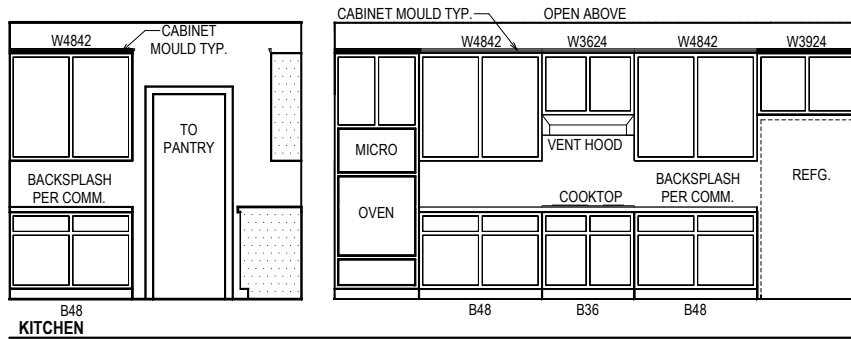 W4842
CABINET
MOULD TYP.
TO
PANTRY
BACKSPLASH
PER COMM.
B48
CABINET MOULD TYP.
OPEN ABOVE
W4842
W3624
W4842
W3924
MICRO
VENT HOOD
REFG.
OVEN
COOKTOP
BACKSPLASH
PER COMM.
B48
B36
B48
KITCHEN